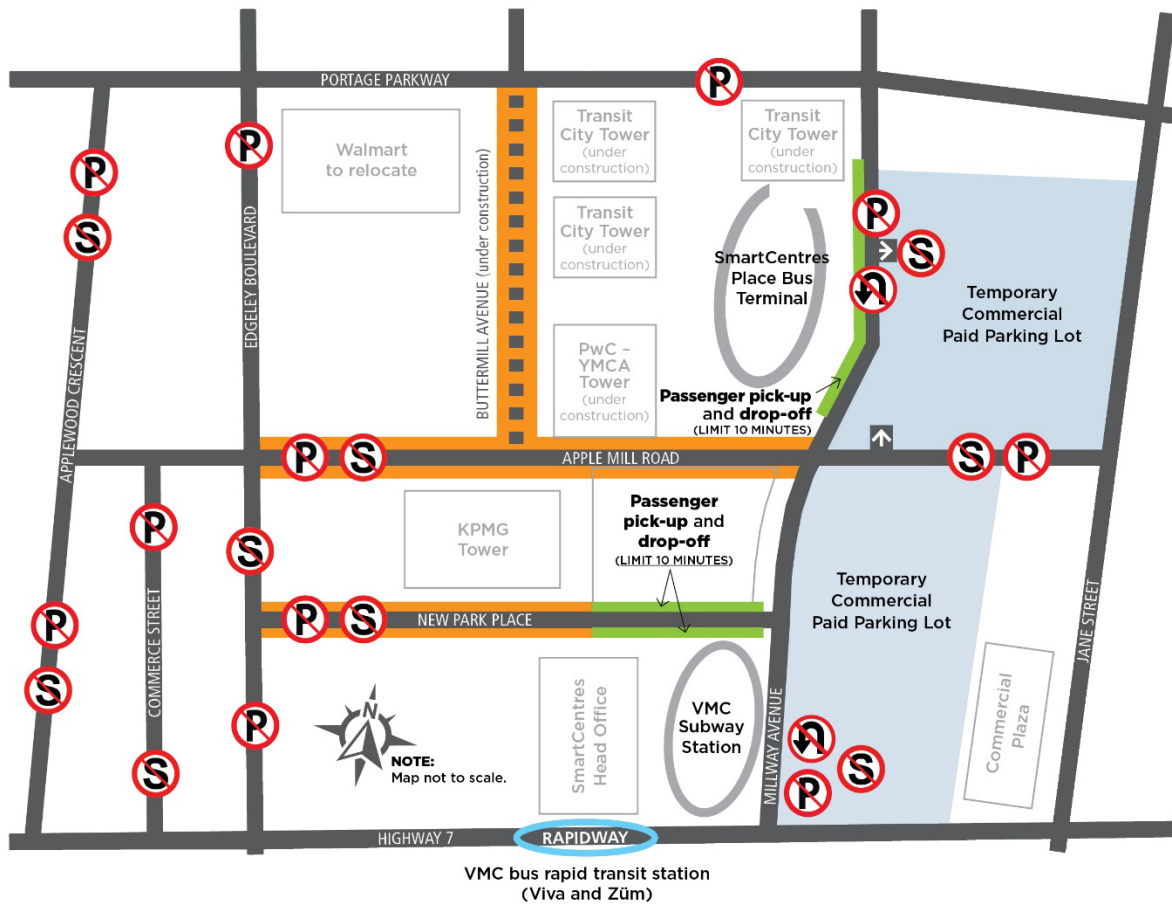 PORTAGE PARKWAY
P
P
Walmart
to relocate
Transit
City Tower
(under
construction)
Transit
City Tower
(under
construction)
P
S
EDGELEY BOULEVARD
BUTTERMILL AVENUE (under construction)
Transit
City Tower
(under
construction)
SmartCentres
Place Bus
Terminal
P
S
Temporary
Commercial
Paid Parking Lot
APPLEWOOD CRESCENT
PwC –
YMCA
Tower
(under
construction)
Passenger pick-up
and drop-off
(LIMIT 10 MINUTES)
P
S
APPLE MILL ROAD
S
P
P
S
KPMG
Tower
Passenger
pick-up and
drop-off
(LIMIT 10 MINUTES)
Temporary
Commercial
Paid Parking Lot
JANE STREET
P
S
COMMERCE STREET
P
S
NEW PARK PLACE
P
S
N
NOTE:
Map not to scale.
SmartCentres
Head Office
VMC
Subway
Station
MILLWAY AVENUE
S
P
Commercial
Plaza
HIGHWAY 7
RAPIDWAY
VMC bus rapid transit station
(Viva and Züm)